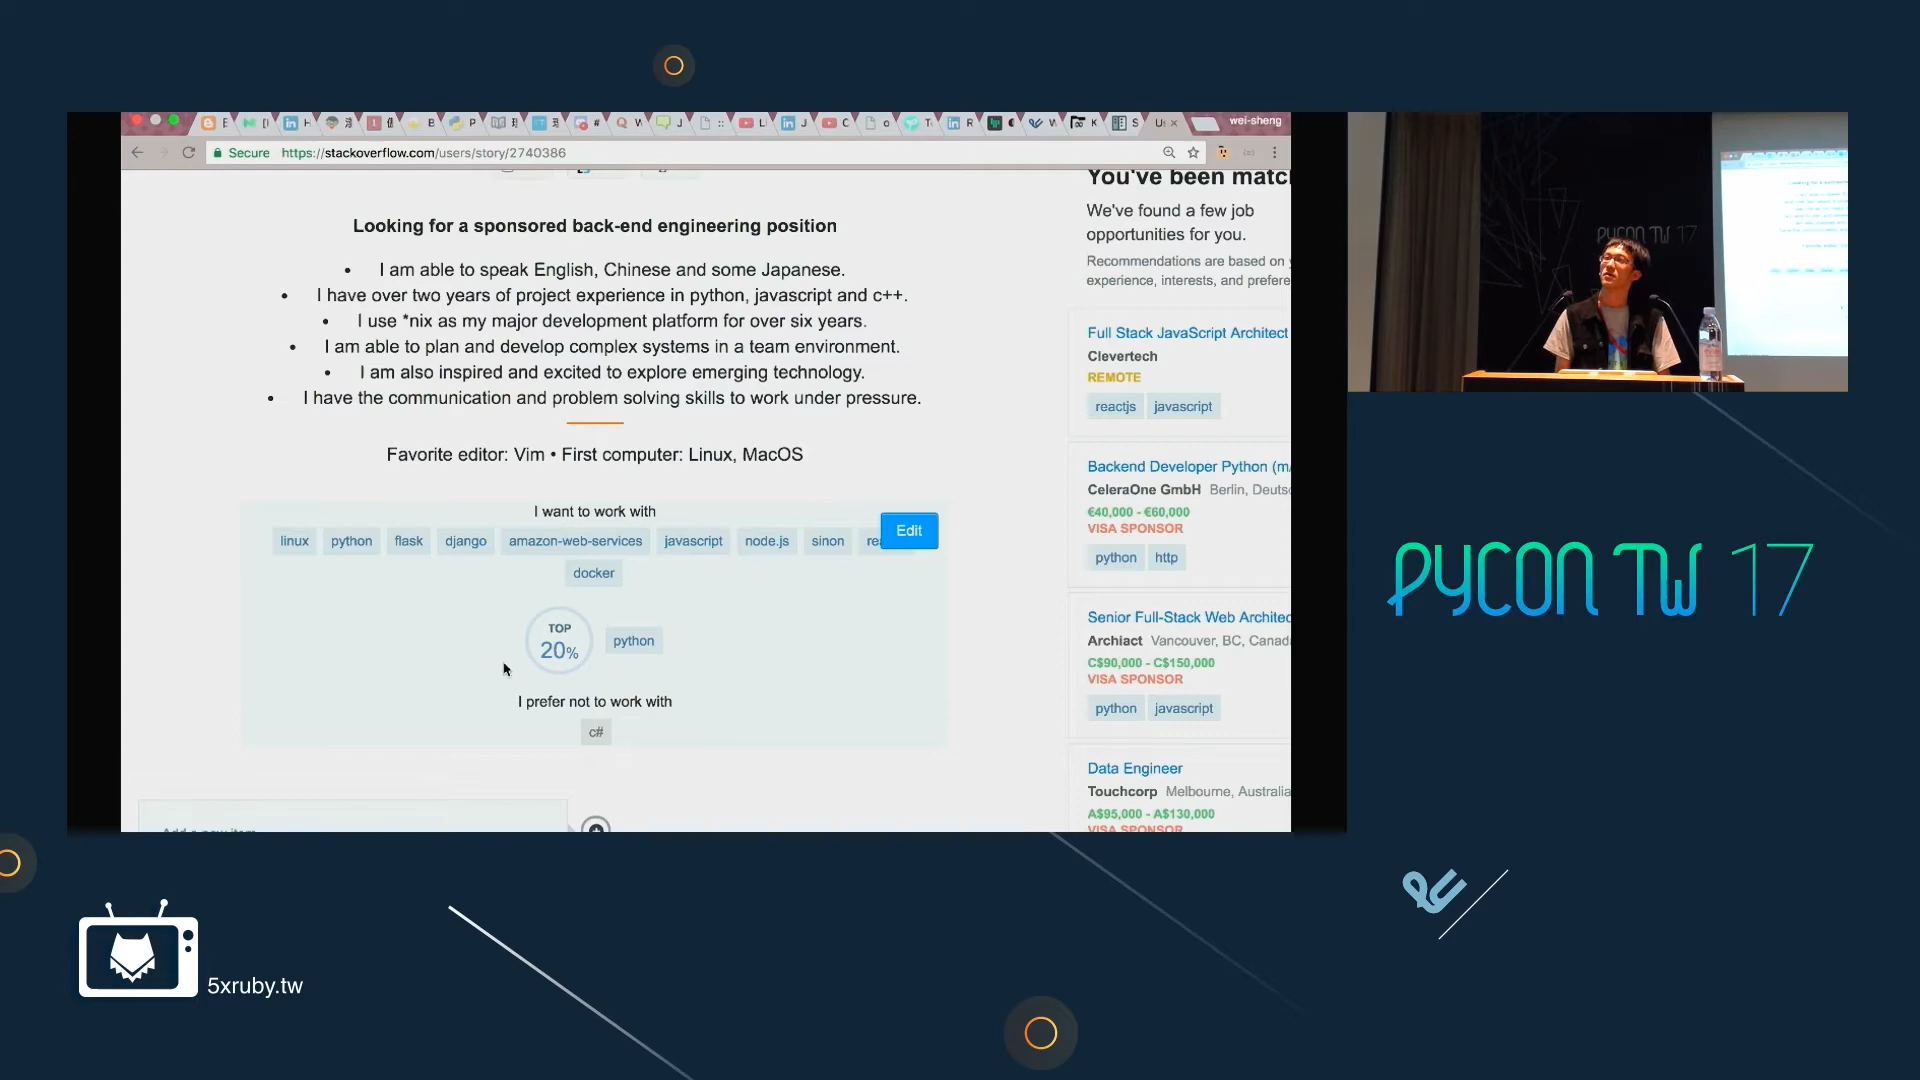 wei-sheng
Secure https://stackoverflow.com/users/story/2740386
Looking for a sponsored back-end engineering position
• I am able to speak English, Chinese and some Japanese.
• I have over two years of project experience in python, javascript and c++.
• I use *nix as my major development platform for over six years.
• I am able to plan and develop complex systems in a team environment.
• I am also inspired and excited to explore emerging technology.
• I have the communication and problem solving skills to work under pressure.
Favorite editor: Vim • First computer: Linux, MacOS
I want to work with
Edit
linux python flask django amazon-web-services javascript node.js sinon
docker
TOP
20% python
I prefer not to work with
c#
You've been matc
We've found a few job
opportunities for you.
Recommendations are based on
experience, interests, and prefere
Full Stack JavaScript Architect
Clevertech
REMOTE
reactjs javascript
Backend Developer Python (m/
CeleraOne GmbH Berlin, Deuts
€40,000 - €60,000
VISA SPONSOR
python http
Senior Full-Stack Web Architec
Archiact Vancouver, BC, Canad
C$90,000 - C$150,000
VISA SPONSOR
python javascript
Data Engineer
Touchcorp Melbourne, Australia
A$95,000 - A$130,000
VISA SPONSOR
PYCON TW 17
PYCON TW 17
5xruby.tw